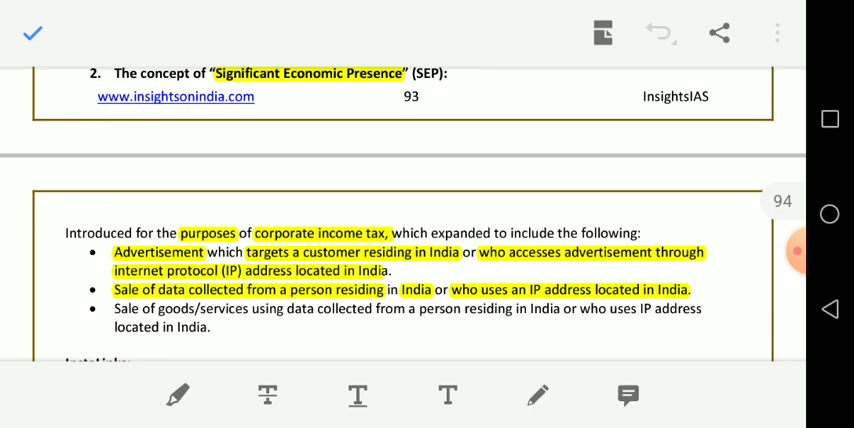 2. The concept of “Significant Economic Presence” (SEP):
www.insightsonindia.com 93 InsightsIAS
94
Introduced for the purposes of corporate income tax, which expanded to include the following:
• Advertisement which targets a customer residing in India or who accesses advertisement through
internet protocol (IP) address located in India.
• Sale of data collected from a person residing in India or who uses an IP address located in India.
• Sale of goods/services using data collected from a person residing in India or who uses IP address
located in India.